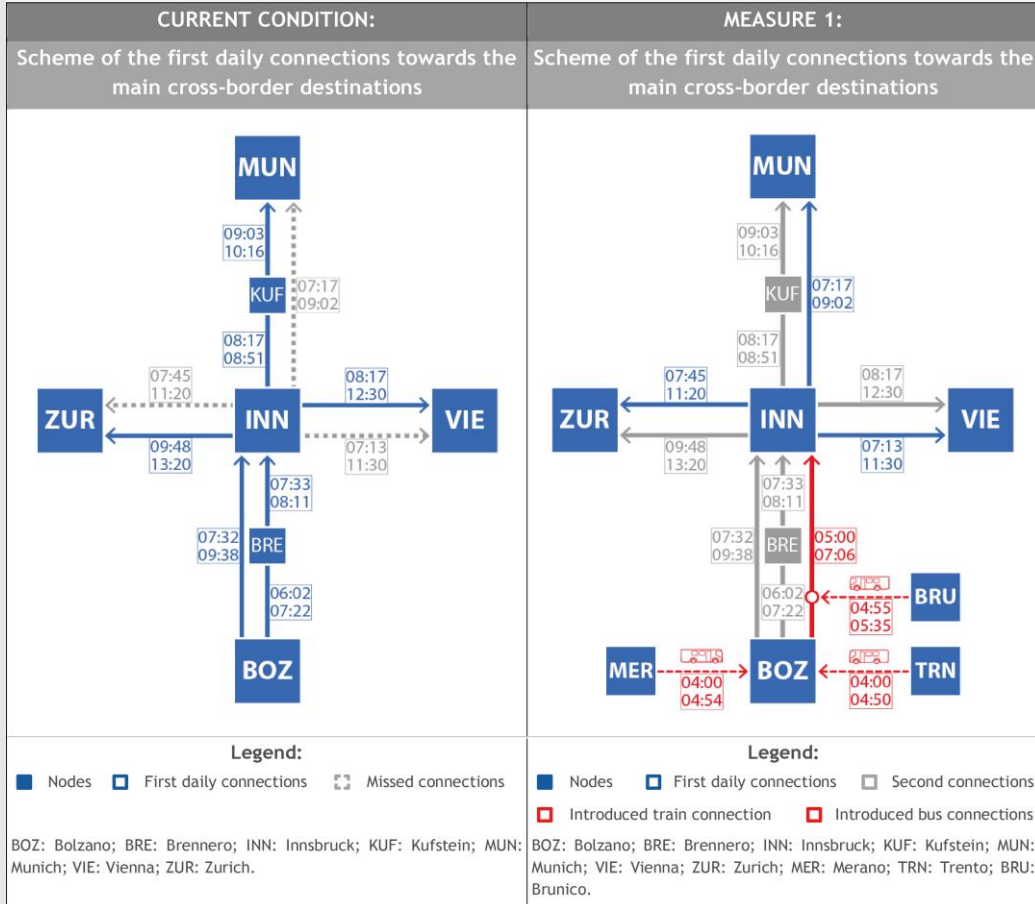 CURRENT CONDITION:
Scheme of the first daily connections towards the
main cross-border destinations
MUN
09:03
10:16
KUF
07:17
09:02
08:17
08:51
07:45
11:20
08:17
12:30
ZUR
INN
VIE
09:48
13:20
07:13
11:30
07:33
08:11
07:32
09:38
BRE
06:02
07:22
BOZ
Legend:
Nodes
First daily connections
Missed connections
BOZ: Bolzano; BRE: Brennero; INN: Innsbruck; KUF: Kufstein; MUN:
Munich; VIE: Vienna; ZUR: Zurich.
MEASURE 1:
Scheme of the first daily connections towards the
main cross-border destinations
MUN
09:03
10:16
KUF
07:17
09:02
08:17
08:51
07:45
11:20
08:17
12:30
ZUR
INN
VIE
09:48
13:20
07:13
11:30
07:33
08:11
07:32
09:38
BRE
05:00
07:06
06:02
07:22
04:55
05:35
BRU
MER
04:00
04:54
BOZ
04:00
04:50
TRN
Legend:
Nodes
First daily connections
Second connections
Introduced train connection
Introduced bus connections
BOZ: Bolzano; BRE: Brennero; INN: Innsbruck; KUF: Kufstein; MUN:
Munich; VIE: Vienna; ZUR: Zurich; MER: Merano; TRN: Trento; BRU:
Brunico.